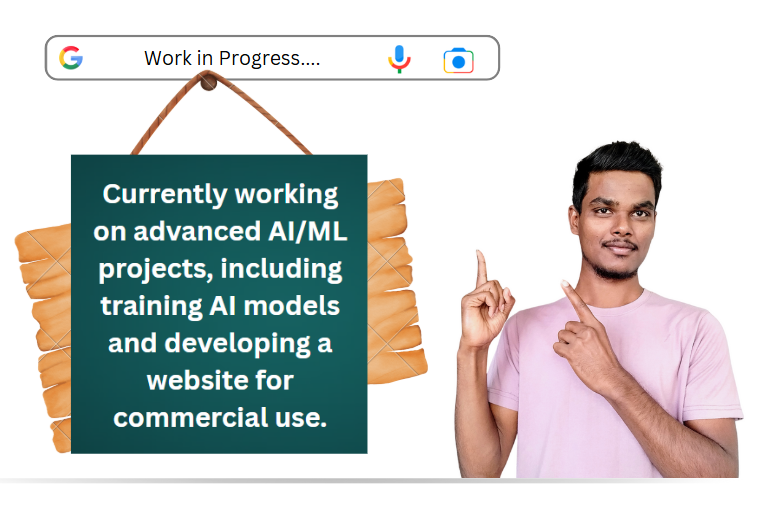 Work in Progress....
Currently working
on advanced AI/ML
projects, including
training AI models
and developing a
website for
commercial use.